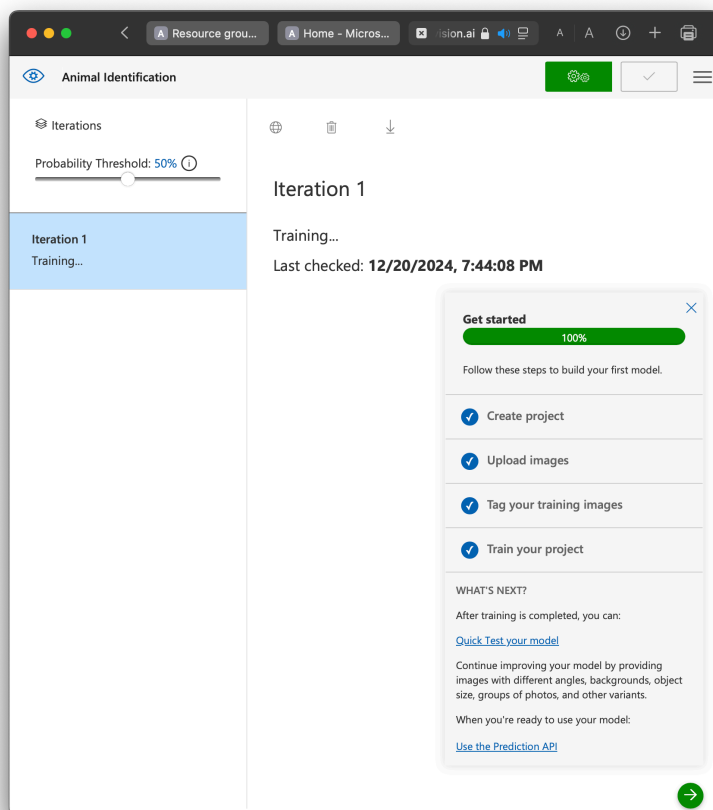 A Resource grou...
A Home - Micros...
vision.ai
A
A
Animal Identification
Iterations
Probability Threshold: 50%
Iteration 1
Training...
Iteration 1
Training...
Last checked: 12/20/2024, 7:44:08 PM
Get started
100%
Follow these steps to build your first model.
Create project
Upload images
Tag your training images
Train your project
WHAT'S NEXT?
After training is completed, you can:
Quick Test your model
Continue improving your model by providing
images with different angles, backgrounds, object
size, groups of photos, and other variants.
When you're ready to use your model:
Use the Prediction API